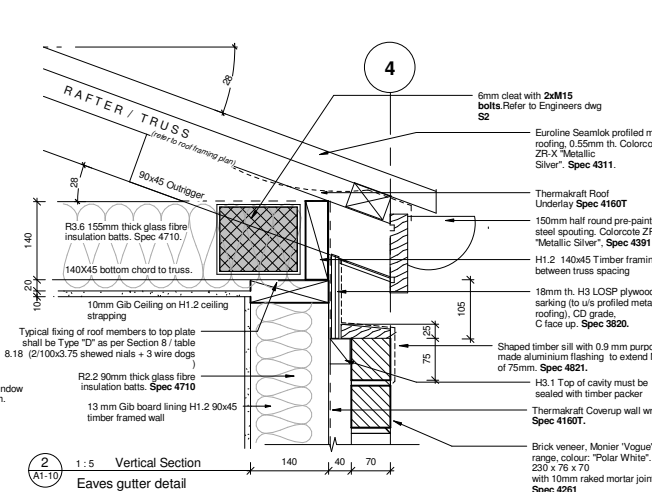 4
28
RAFTER / TRUSS
(refer to roof framing plan)
90x45 Outrigger
28
140
20
10
R3.6 155mm thick glass fibre
insulation batts. Spec 4710.
140X45 bottom chord to truss.
10mm Gib Ceiling on H1.2 ceiling
strapping
Typical fixing of roof members to top plate
shall be Type "D" as per Section 8 / table
8.18 (2/100x3.75 shewed nials + 3 wire dogs
)
R2.2 90mm thick glass fibre
insulation batts. Spec 4710
ndow
n.
13 mm Gib board lining H1.2 90x45
timber framed wall
6mm cleat with 2xM15
bolts.Refer to Engineers dwg
S2
Euroline Seamlok profiled m
roofing, 0.55mm th. Colorco
ZR-X "Metallic
Silver". Spec 4311.
Thermakraft Roof
Underlay Spec 4160T
150mm half round pre-paint
steel spouting. Colorcote ZR
"Metallic Silver", Spec 4391
H1.2 140x45 Timber framin
between truss spacing
18mm th. H3 LOSP plywood
sarking (to u/s profiled meta
roofing), CD grade,
C face up. Spec 3820.
105
25
75
Shaped timber sill with 0.9 mm purpo
made aluminium flashing to extend
of 75mm. Spec 4821.
H3.1 Top of cavity must be
sealed with timber packer
Thermakraft Coverup wall wr
Spec 4160T.
Brick veneer, Monier 'Vogue'
range, colour: "Polar White".
230 x 76 x 70
with 10mm raked mortar join
Spec 4261
140
40
70
2
A1-10
1:5 Vertical Section
Eaves gutter detail